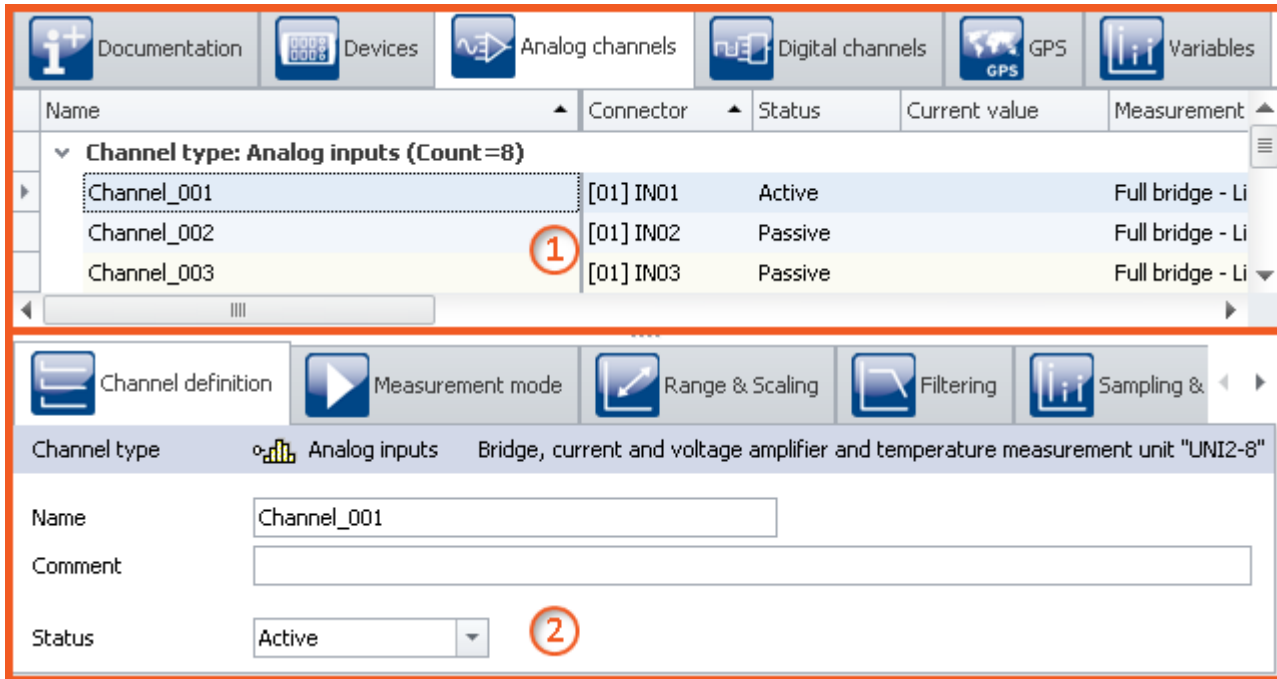 Documentation Devices Analog channels Digital channels GPS GPS Variables
Name Connector Status Current value Measurement
Channel type: Analog inputs (Count=8)
Channel_001 [01] IN01 Active Full bridge - Li
Channel_002 [01] IN02 Passive Full bridge - Li
1
Channel_003 [01] IN03 Passive Full bridge - Li
Channel definition Measurement mode Range & Scaling Filtering Sampling &
Channel type Analog inputs Bridge, current and voltage amplifier and temperature measurement unit "UNI2-8"
Name Channel_001
Comment
Status Active 2